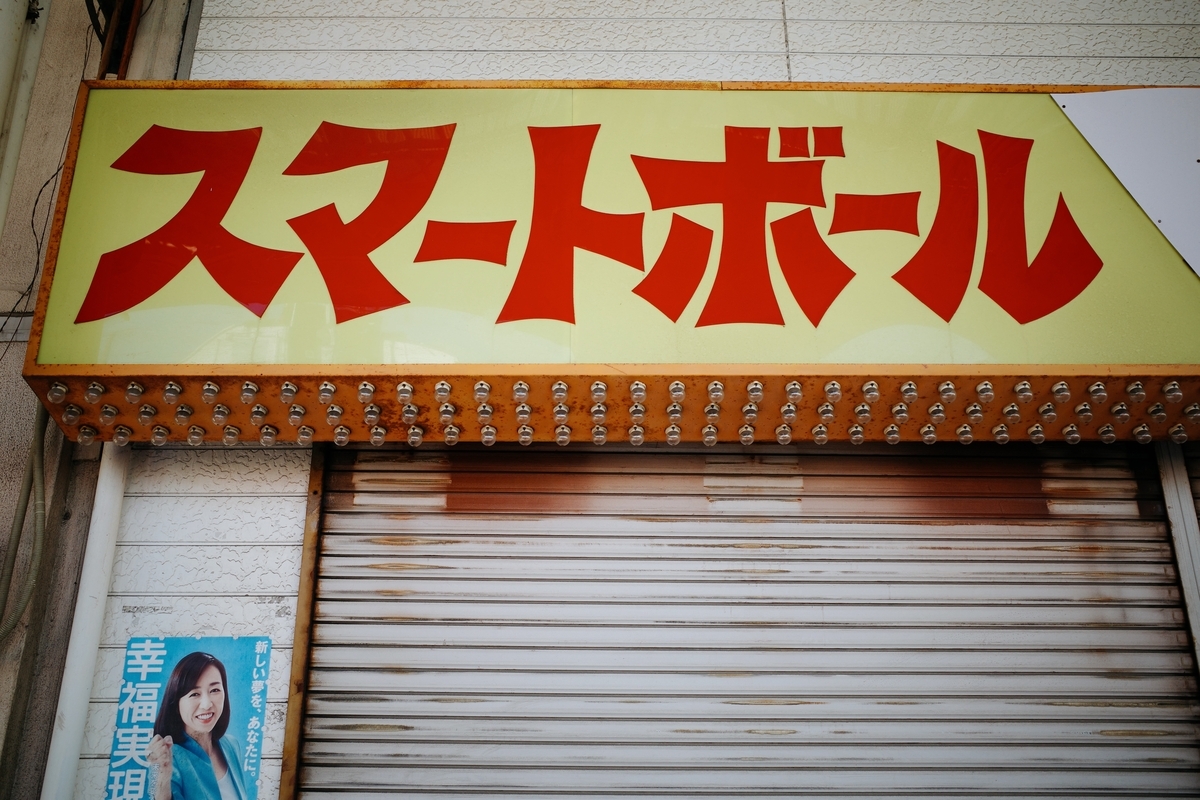 スマートボール
新しい夢を、あなたに。
幸福実現